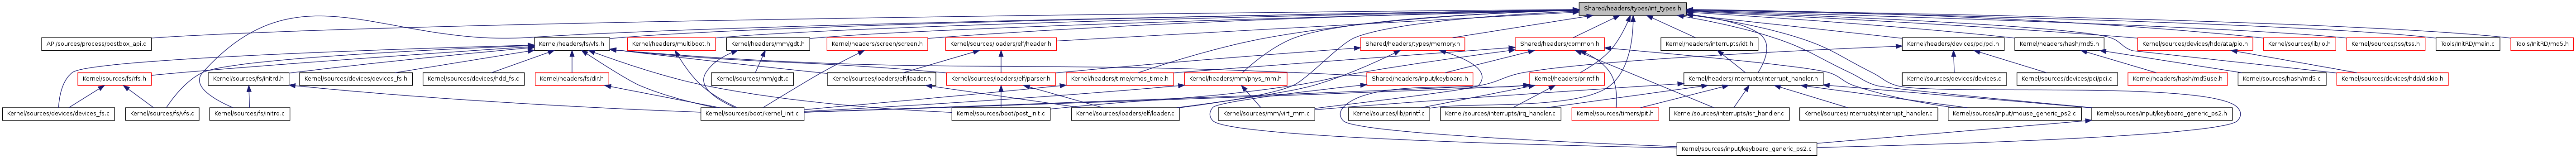 Shared/headers/types/int_types.h
API/sources/process/postbox_api.c
Kernel/headers/fs/vfs.h
Kernel/headers/multiboot.h
Kernel/headers/mm/gdt.h
Kernel/headers/screen/screen.h
Kernel/sources/loaders/elf/header.h
Shared/headers/types/memory.h
Shared/headers/common.h
Kernel/headers/interrupts/idt.h
Kernel/headers/devices/pci/pci.h
Kernel/headers/hash/md5.h
Kernel/sources/devices/hdd/ata/pio.h
Kernel/sources/lib/io.h
Kernel/sources/tss/tss.h
Tools/InitRD/main.c
Tools/InitRD/md5.h
Kernel/sources/fs/rfs.h
Kernel/sources/fs/initrd.h
Kernel/sources/devices/devices_fs.h
Kernel/sources/devices/hdd_fs.c
Kernel/headers/fs/dir.h
Kernel/sources/mm/gdt.c
Kernel/sources/loaders/elf/loader.h
Kernel/sources/loaders/elf/parser.h
Kernel/headers/time/cmos_time.h
Kernel/headers/mm/phys_mm.h
Shared/headers/input/keyboard.h
Kernel/headers/printf.h
Kernel/headers/interrupts/interrupt_handler.h
Kernel/sources/devices/devices.c
Kernel/sources/devices/pci/pci.c
Kernel/headers/hash/md5use.h
Kernel/sources/hash/md5.c
Kernel/sources/devices/hdd/diskio.h
Kernel/sources/devices/devices_fs.c
Kernel/sources/fs/vfs.c
Kernel/sources/fs/initrd.c
Kernel/sources/boot/kernel_init.c
Kernel/sources/boot/post_init.c
Kernel/sources/loaders/elf/loader.c
Kernel/sources/mm/virt_mm.c
Kernel/sources/lib/printf.c
Kernel/sources/interrupts/irq_handler.c
Kernel/sources/timers/pit.h
Kernel/sources/interrupts/isr_handler.c
Kernel/sources/interrupts/interrupt_handler.c
Kernel/sources/input/mouse_generic_ps2.c
Kernel/sources/input/keyboard_generic_ps2.h
Kernel/sources/input/keyboard_generic_ps2.c